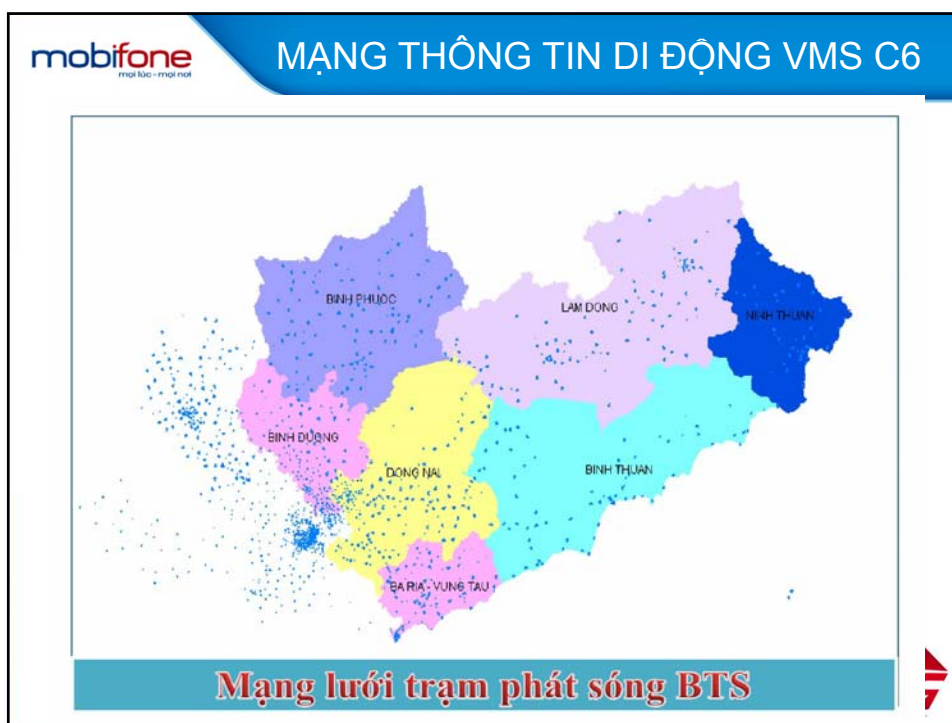 mobifone
mọi lúc - mọi nơi
MẠNG THÔNG TIN DI ĐỘNG VMS C6
BINH PHUOC
LAM DONG
NINH THUAN
BINH DUONG
DONG NAI
BINH THUAN
BA RIA - VUNG TAU
Mạng lưới trạm phát sóng BTS